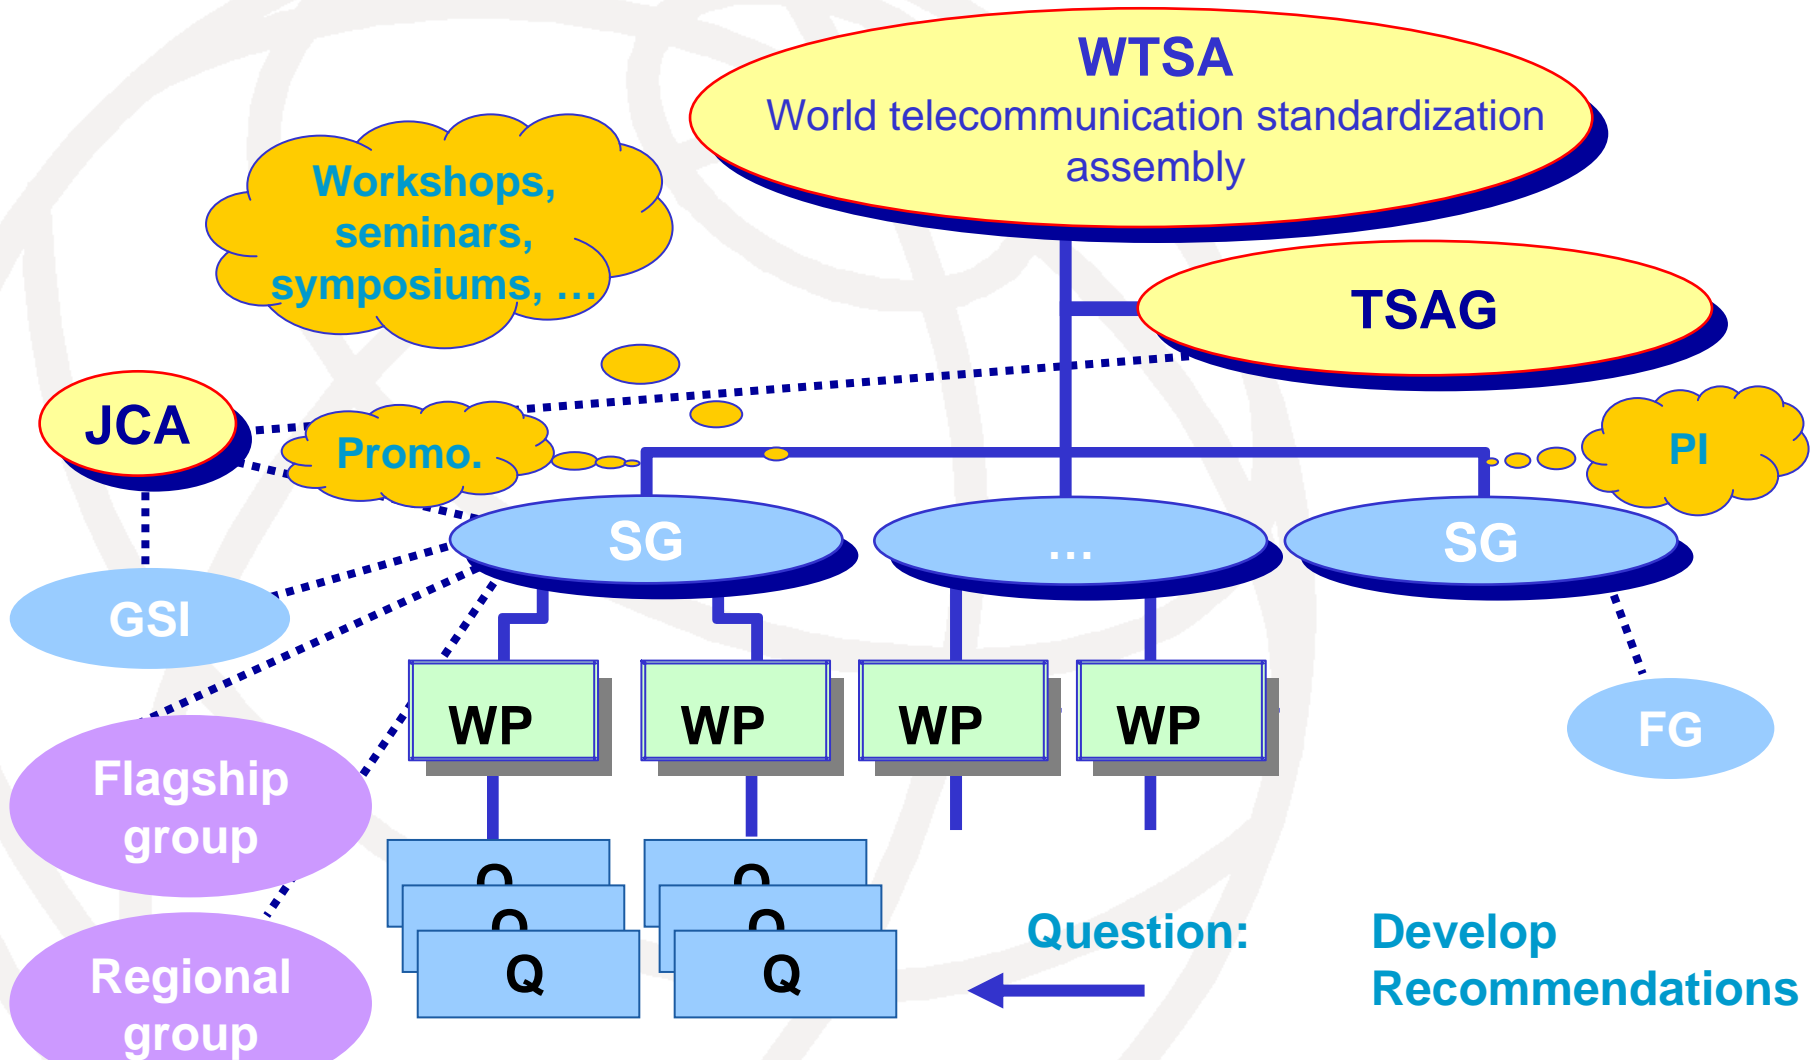 WTSA
World telecommunication standardization
assembly
Workshops,
seminars,
symposiums, …
TSAG
JCA
Promo.
PI
SG
…
SG
GSI
WP
WP
WP
WP
FG
Flagship
group
Q
Q
Q
Q
Q
Q
Question:
Develop
Recommendations
Regional
group